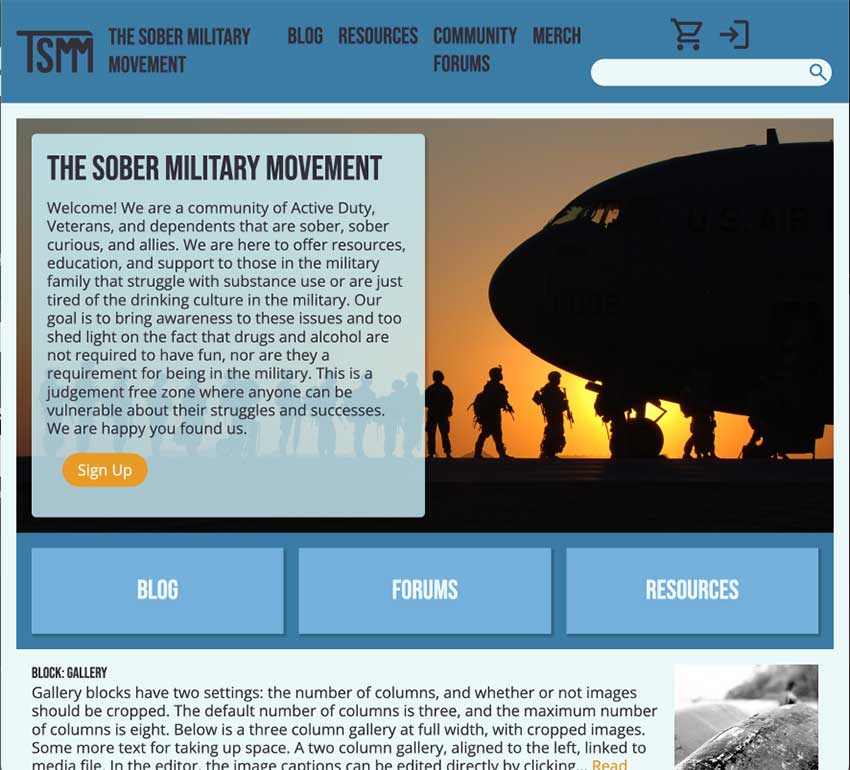 TSMM
THE SOBER MILITARY
MOVEMENT
BLOG
RESOURCES
COMMUNITY
FORUMS
MERCH
THE SOBER MILITARY MOVEMENT
Welcome! We are a community of Active Duty,
Veterans, and dependents that are sober, sober
curious, and allies. We are here to offer resources,
education, and support to those in the military
family that struggle with substance use or are just
tired of the drinking culture in the military. Our
goal is to bring awareness to these issues and too
shed light on the fact that drugs and alcohol are
not required to have fun, nor are they a
requirement for being in the military. This is a
judgement free zone where anyone can be
vulnerable about their struggles and successes.
We are happy you found us.
Sign Up
U.S. AIR
BLOG
FORUMS
RESOURCES
BLOCK: GALLERY
Gallery blocks have two settings: the number of columns, and whether or not images
should be cropped. The default number of columns is three, and the maximum number
of columns is eight. Below is a three column gallery at full width, with cropped images.
Some more text for taking up space. A two column gallery, aligned to the left, linked to
media file. In the editor, the image captions can be edited directly by clicking... Read